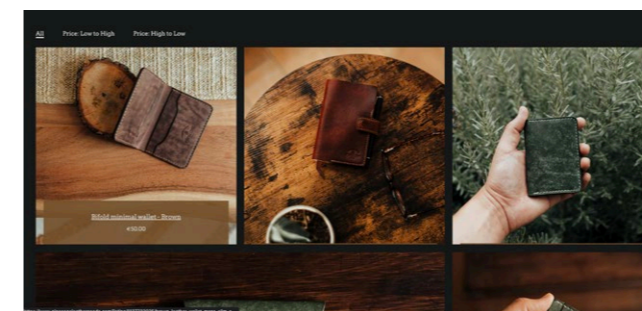 All Price: Low to High Price: High to Low
Bifold minimal wallet - Brown
€50.00